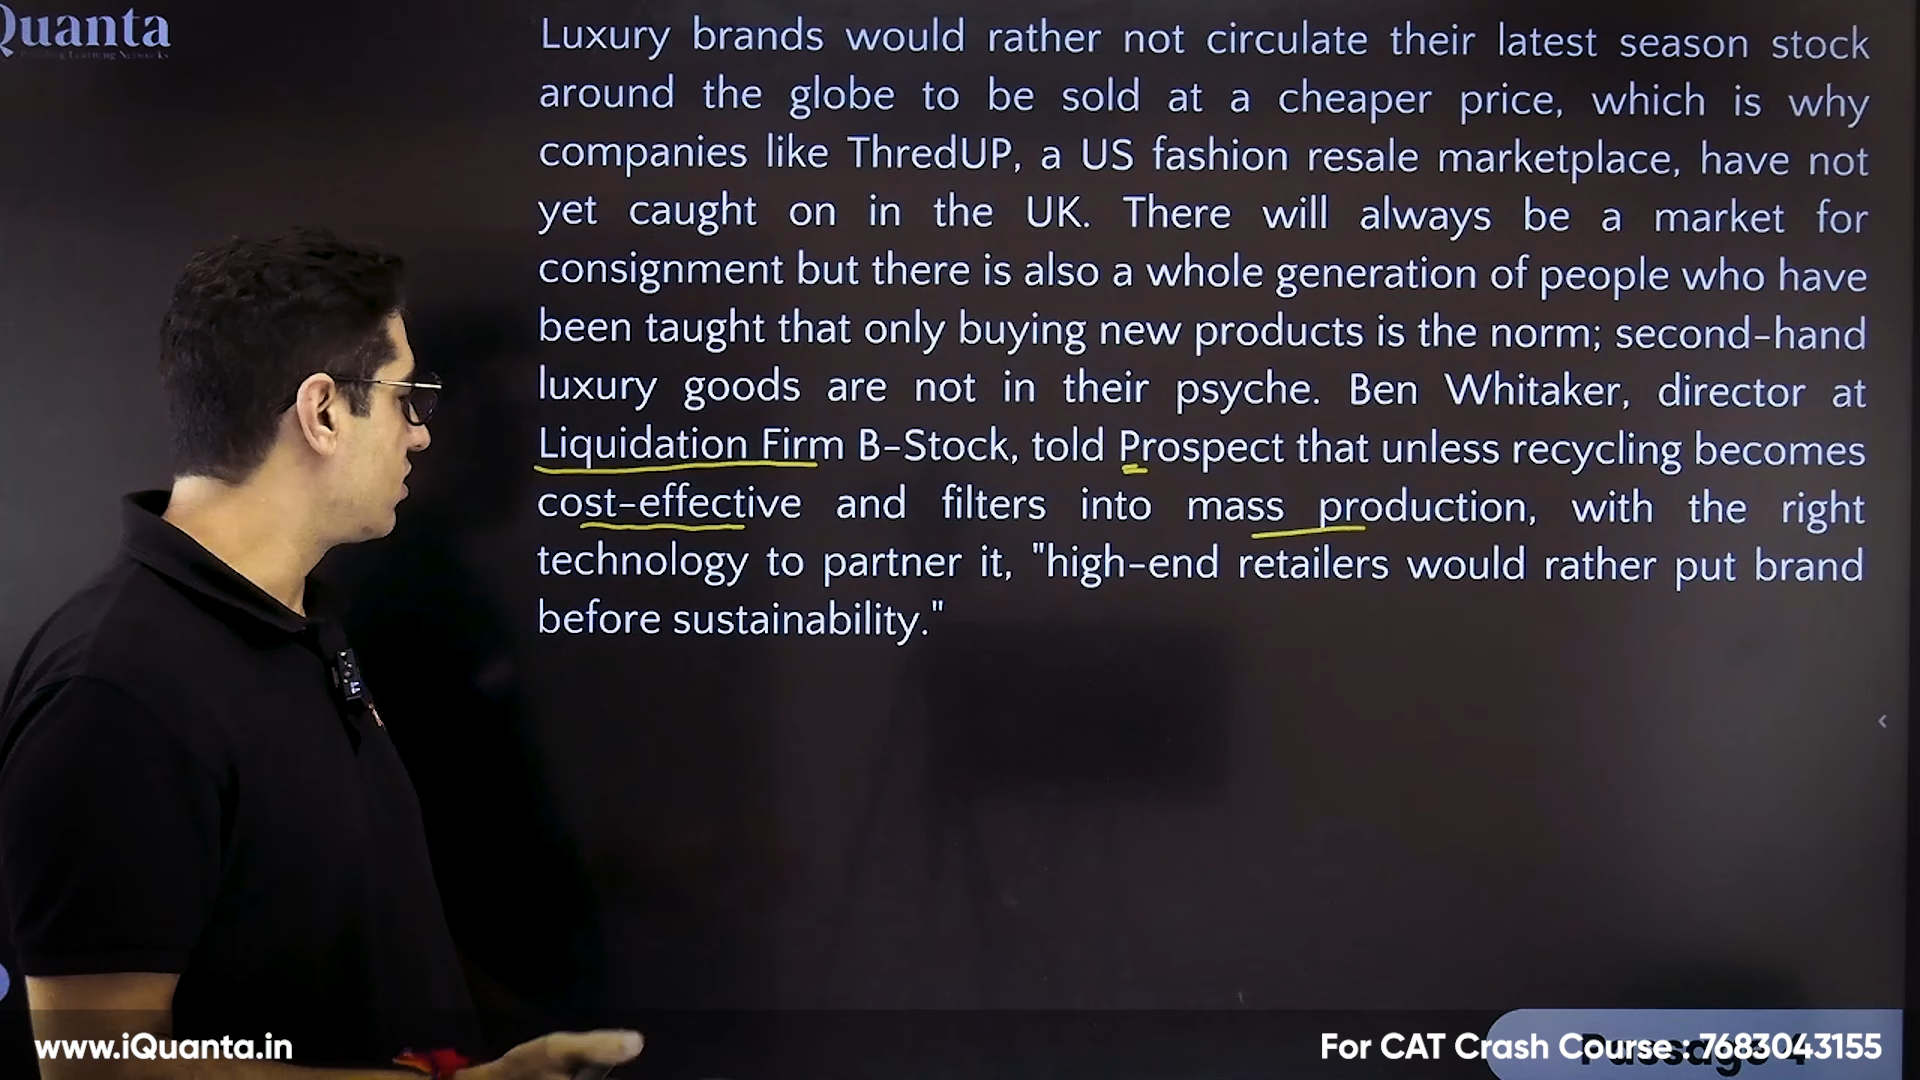 Quanta
Luxury brands would rather not circulate their latest season stock
around the globe to be sold at a cheaper price, which is why
companies like ThredUP, a US fashion resale marketplace, have not
yet caught on in the UK. There will always be a market for
consignment but there is also a whole generation of people who have
been taught that only buying new products is the norm; second-hand
luxury goods are not in their psyche. Ben Whitaker, director at
Liquidation Firm B-Stock, told Prospect that unless recycling becomes
cost-effective and filters into mass production, with the right
technology to partner it, "high-end retailers would rather put brand
before sustainability."
www.iQuanta.in
For CAT Crash Course : 7683043155
Passage 4